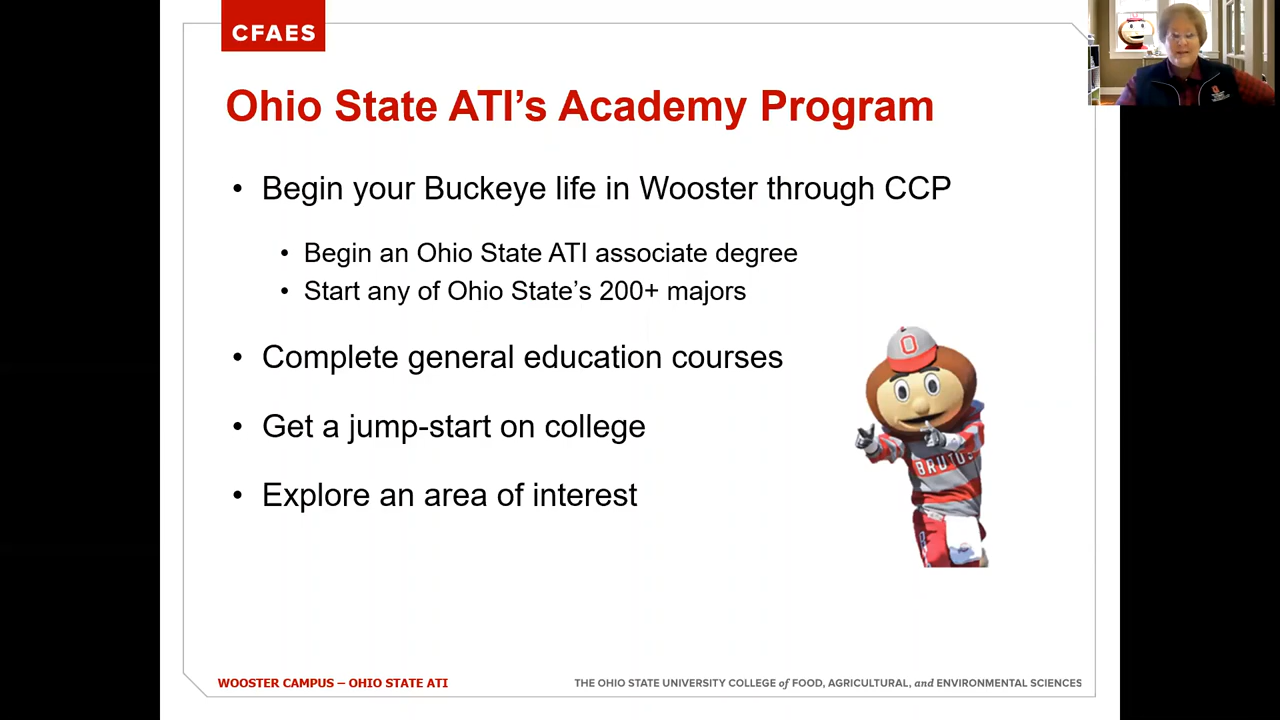 CFAES
Ohio State ATI’s Academy Program
• Begin your Buckeye life in Wooster through CCP
• Begin an Ohio State ATI associate degree
• Start any of Ohio State’s 200+ majors
• Complete general education courses
• Get a jump-start on college
• Explore an area of interest
O
BRUTUS
WOOSTER CAMPUS – OHIO STATE ATI
THE OHIO STATE UNIVERSITY COLLEGE of FOOD, AGRICULTURAL, and ENVIRONMENTAL SCIENCES